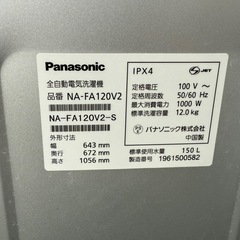 Panasonic
全自動電気洗濯機
品番 NA-FA120V2
NA-FA120V2-S
外形寸法
幅 643 mm
奥行 672 mm
高さ 1056 mm
IPX4
JET
定格電圧 100 V～
定格周波数 50/60 Hz
最大消費電力 1000 W
標準洗濯容量 12.0kg
パナソニック株式会社
中国製
標準使用水量 150 L
製造番号 1961500582